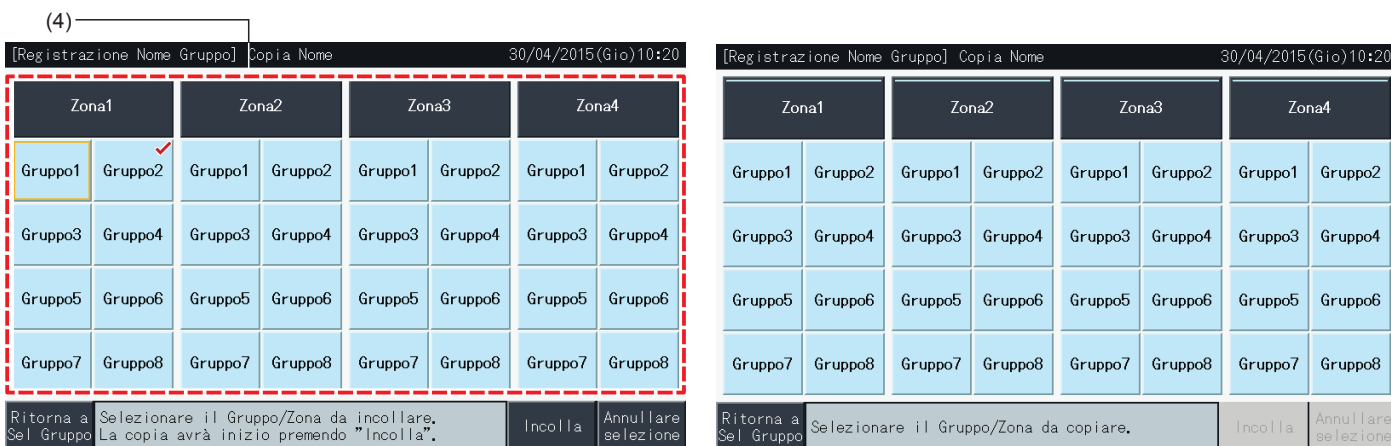 (4)
[Registrazione Nome Gruppo] Copia Nome 30/04/2015(Gio)10:20
Zona1 Zona2 Zona3 Zona4
Gruppo1 Gruppo2 Gruppo1 Gruppo2 Gruppo1 Gruppo2 Gruppo1 Gruppo2
Gruppo3 Gruppo4 Gruppo3 Gruppo4 Gruppo3 Gruppo4 Gruppo3 Gruppo4
Gruppo5 Gruppo6 Gruppo5 Gruppo6 Gruppo5 Gruppo6 Gruppo5 Gruppo6
Gruppo7 Gruppo8 Gruppo7 Gruppo8 Gruppo7 Gruppo8 Gruppo7 Gruppo8
Ritorna a Sel Gruppo
Selezionare il Gruppo/Zona da incollare.
La copia avrà inizio premendo "Incolla".
Incolla
Annullare selezione
[Registrazione Nome Gruppo] Copia Nome 30/04/2015(Gio)10:20
Zona1 Zona2 Zona3 Zona4
Gruppo1 Gruppo2 Gruppo1 Gruppo2 Gruppo1 Gruppo2 Gruppo1 Gruppo2
Gruppo3 Gruppo4 Gruppo3 Gruppo4 Gruppo3 Gruppo4 Gruppo3 Gruppo4
Gruppo5 Gruppo6 Gruppo5 Gruppo6 Gruppo5 Gruppo6 Gruppo5 Gruppo6
Gruppo7 Gruppo8 Gruppo7 Gruppo8 Gruppo7 Gruppo8 Gruppo7 Gruppo8
Ritorna a Sel Gruppo
Selezionare il Gruppo/Zona da copiare.
Incolla
Annullare selezione